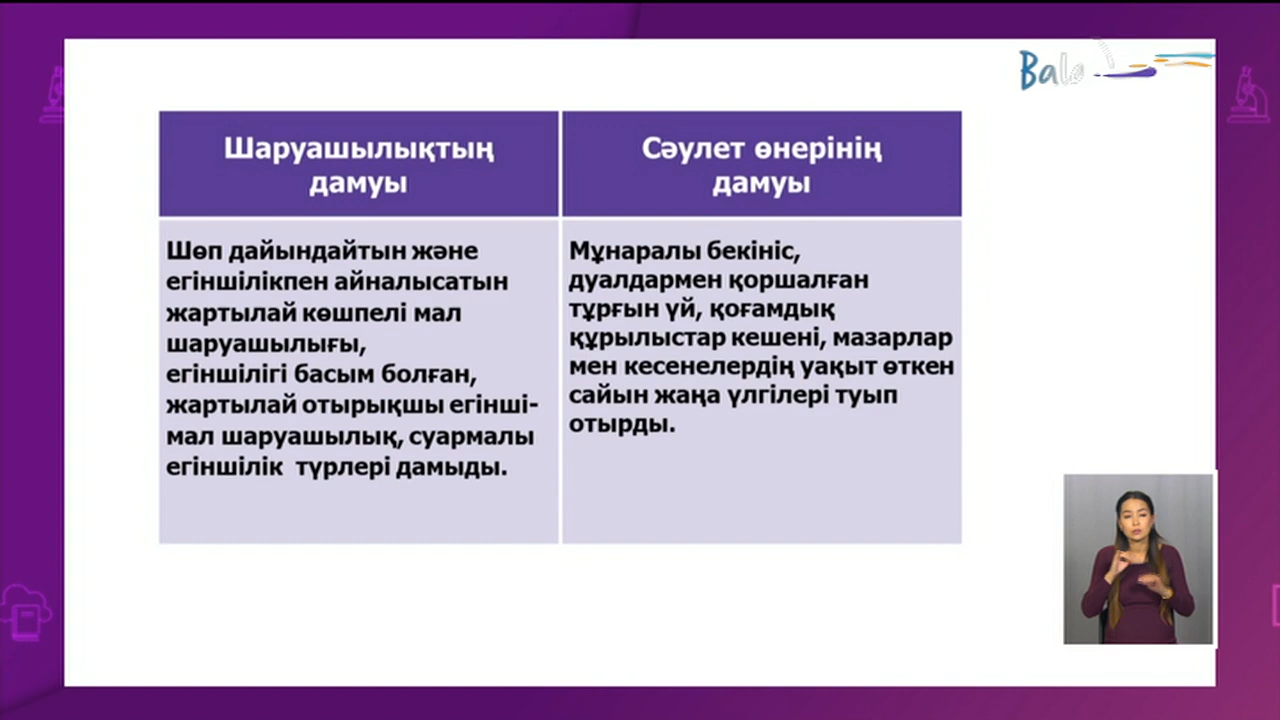 Bala
Шаруашылықтың
дамуы
Сәулет өнерінің
дамуы
Шөп дайындайтын және
егіншілікпен айналысатын
жартылай көшпелі мал
шаруашылығы,
егіншілігі басым болған,
жартылай отырықшы егінші-
мал шаруашылық, суармалы
егіншілік түрлері дамыды.
Мұнаралы бекініс,
дуалдармен қоршалған
тұрғын үй, қоғамдық
құрылыстар кешені, мазарлар
мен кесенелердің уақыт өткен
сайын жаңа үлгілері туып
отырды.